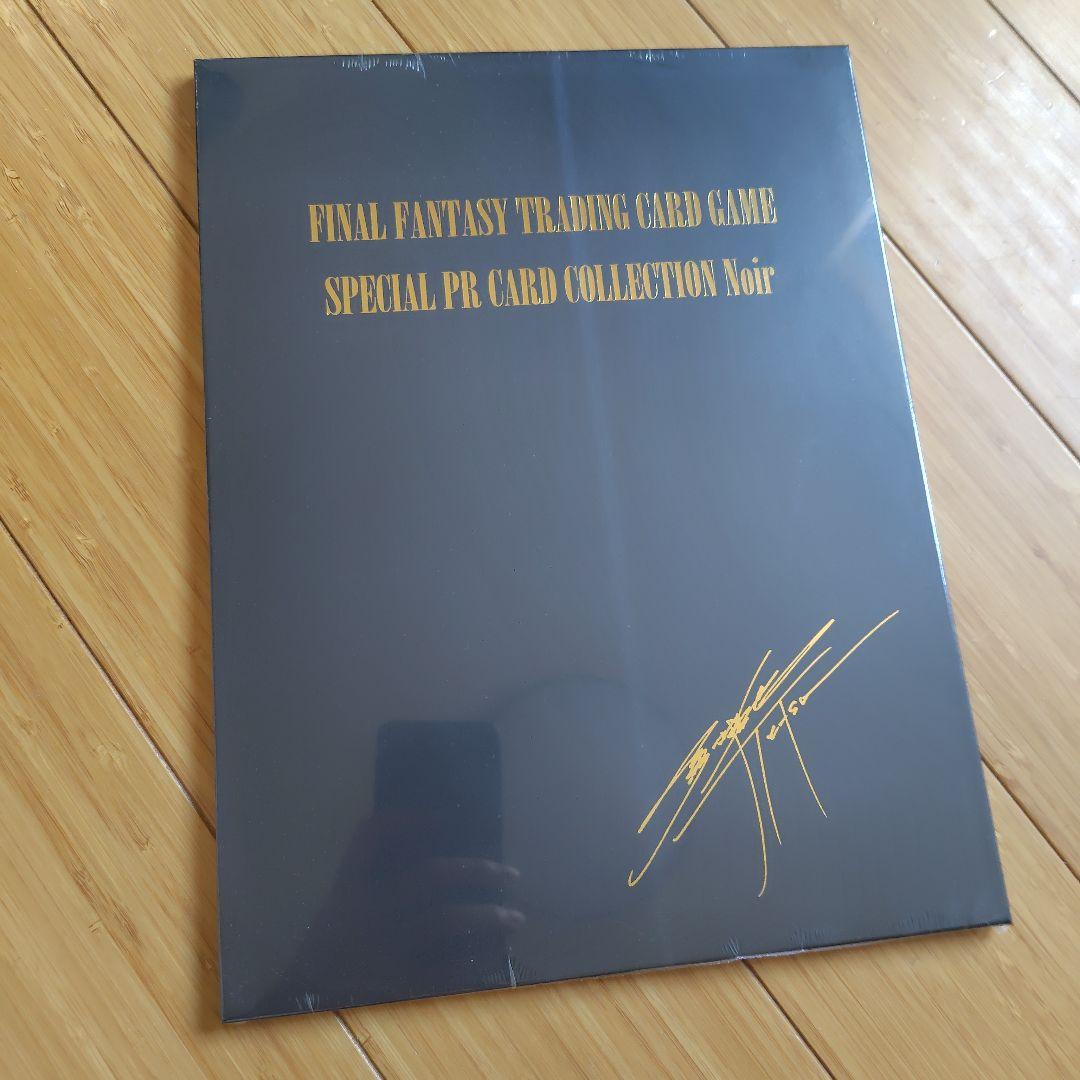 FINAL FANTASY TRADING CARD GAME
SPECIAL PR CARD COLLECTION Noir